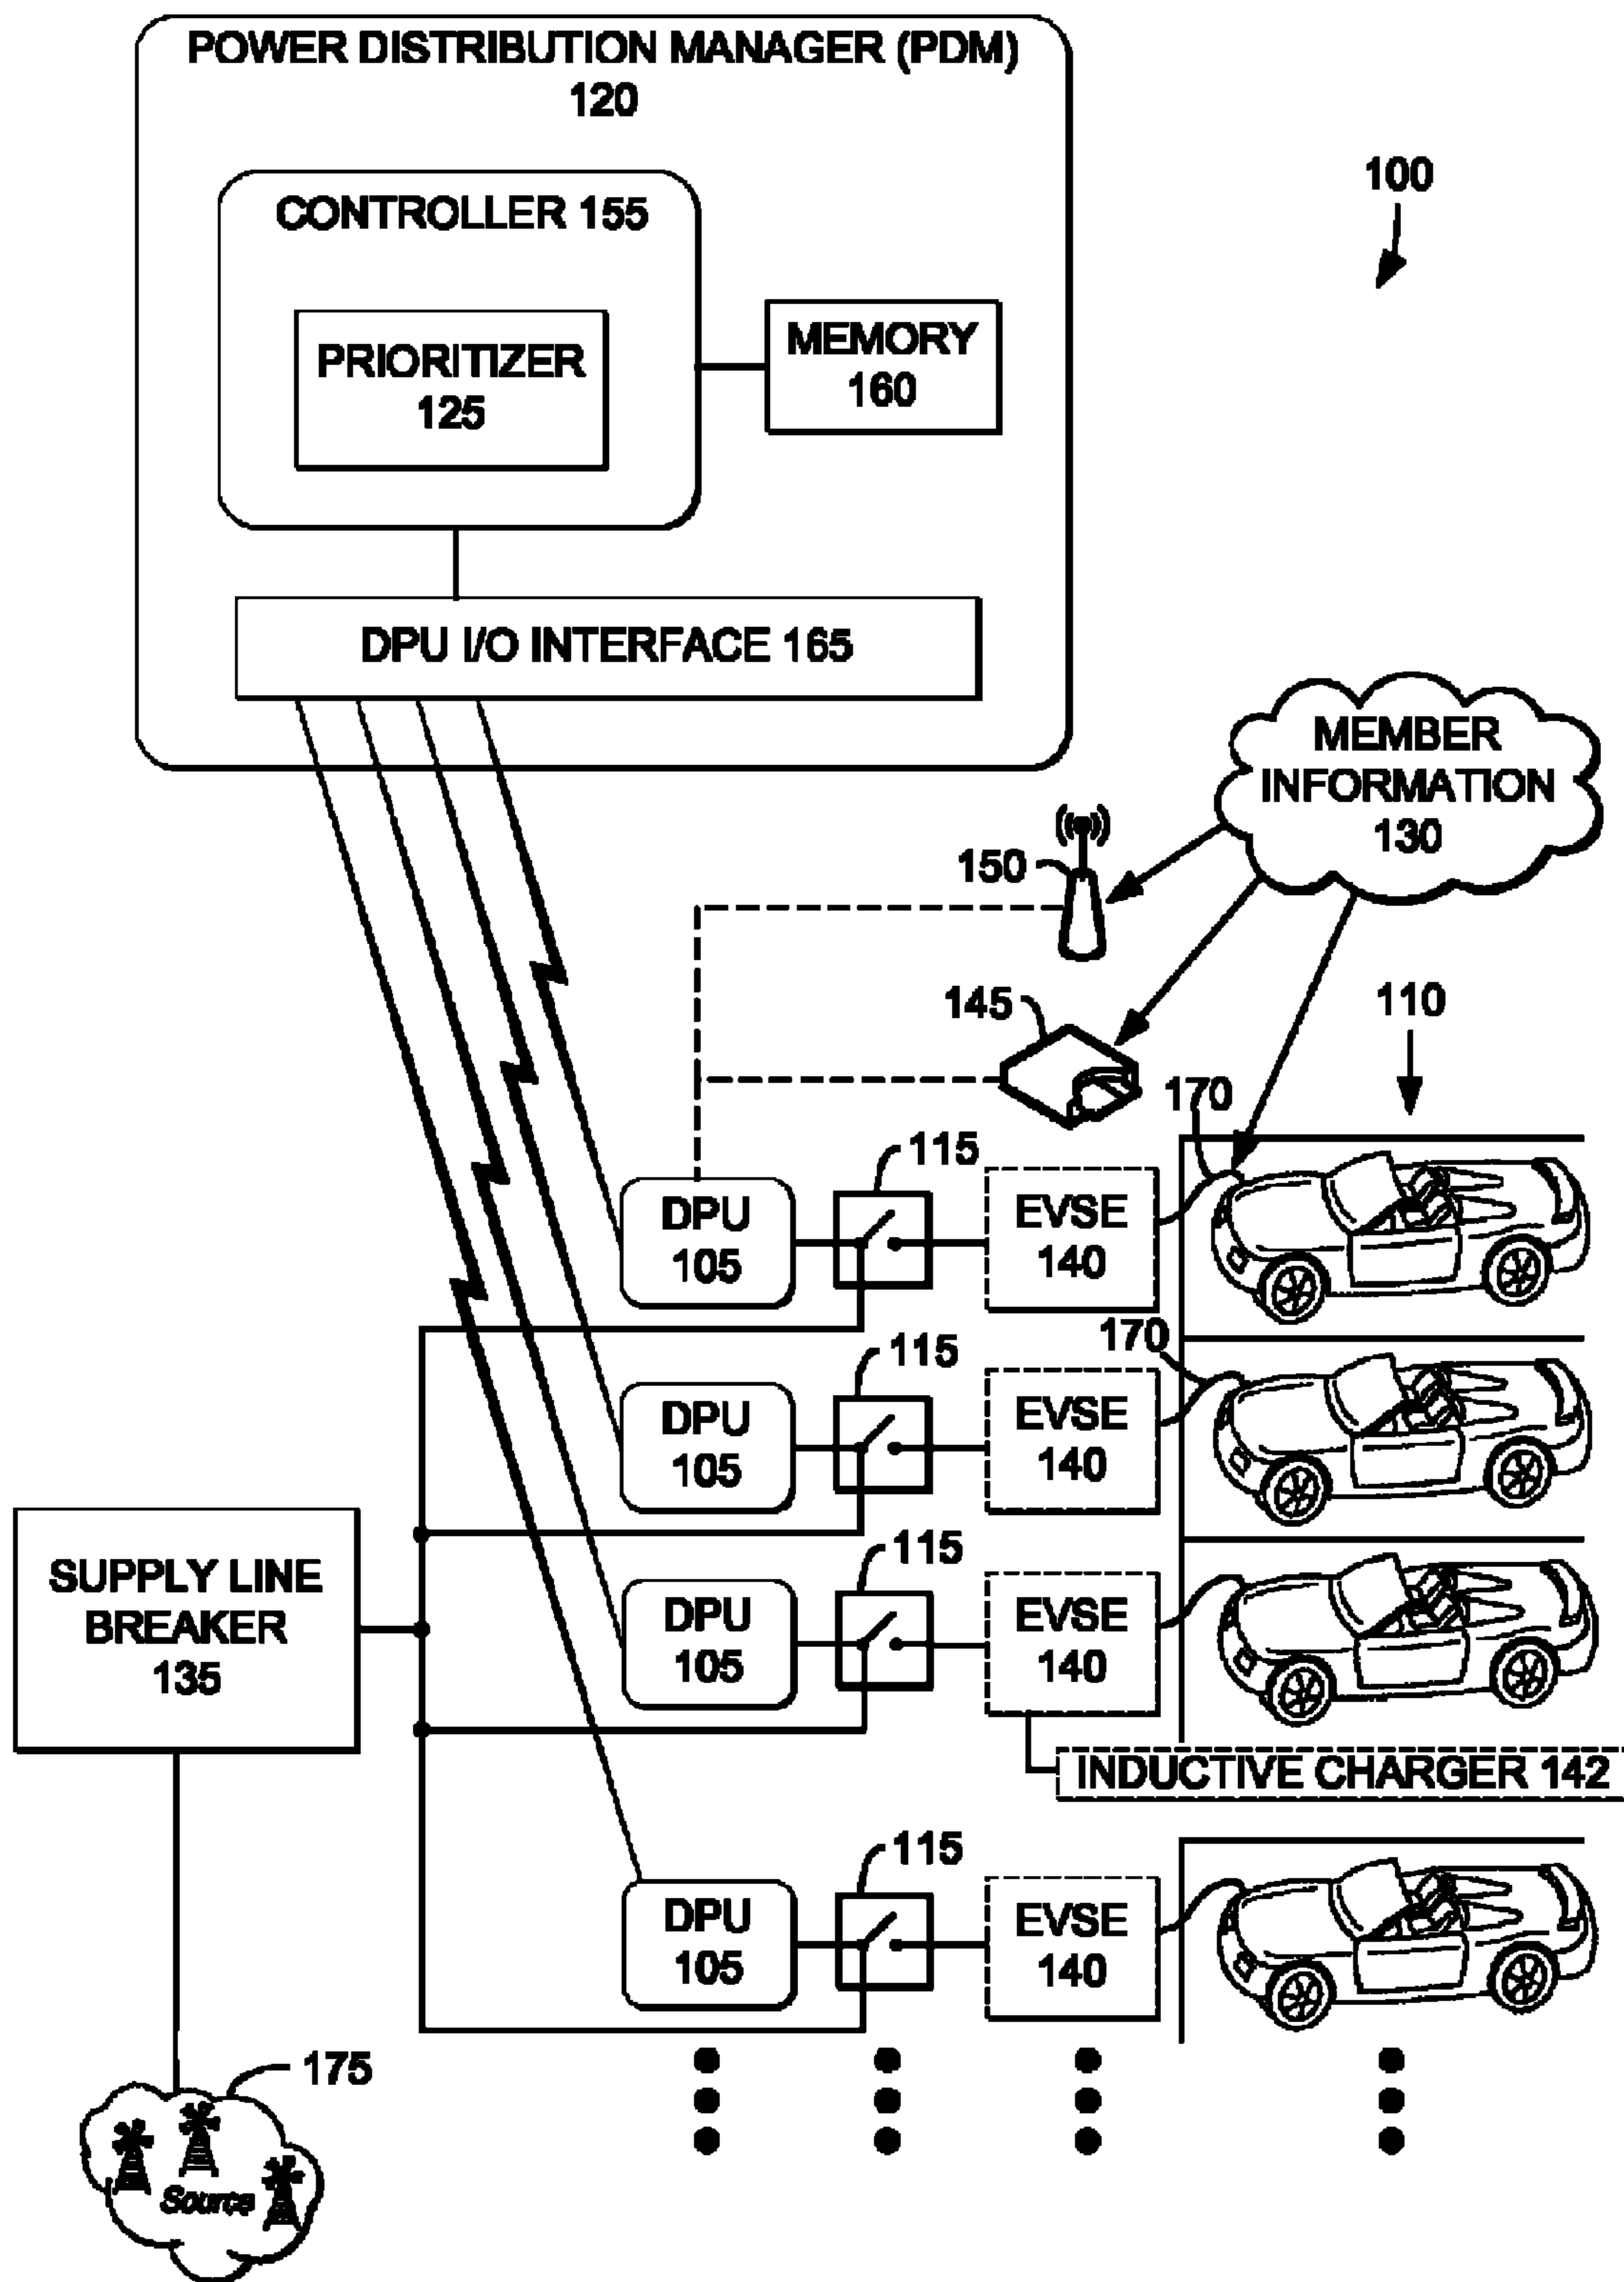 POWER DISTRIBUTION MANAGER (PDM)
120
CONTROLLER 155
PRIORITIZER
125
MEMORY
160
100
DPU I/O INTERFACE 165
MEMBER
INFORMATION
130
150
145
110
170
115
DPU
105
EVSE
140
170
115
DPU
105
EVSE
140
115
DPU
105
EVSE
140
SUPPLY LINE
BREAKER
135
INDUCTIVE CHARGER 142
115
DPU
105
EVSE
140
175
Source